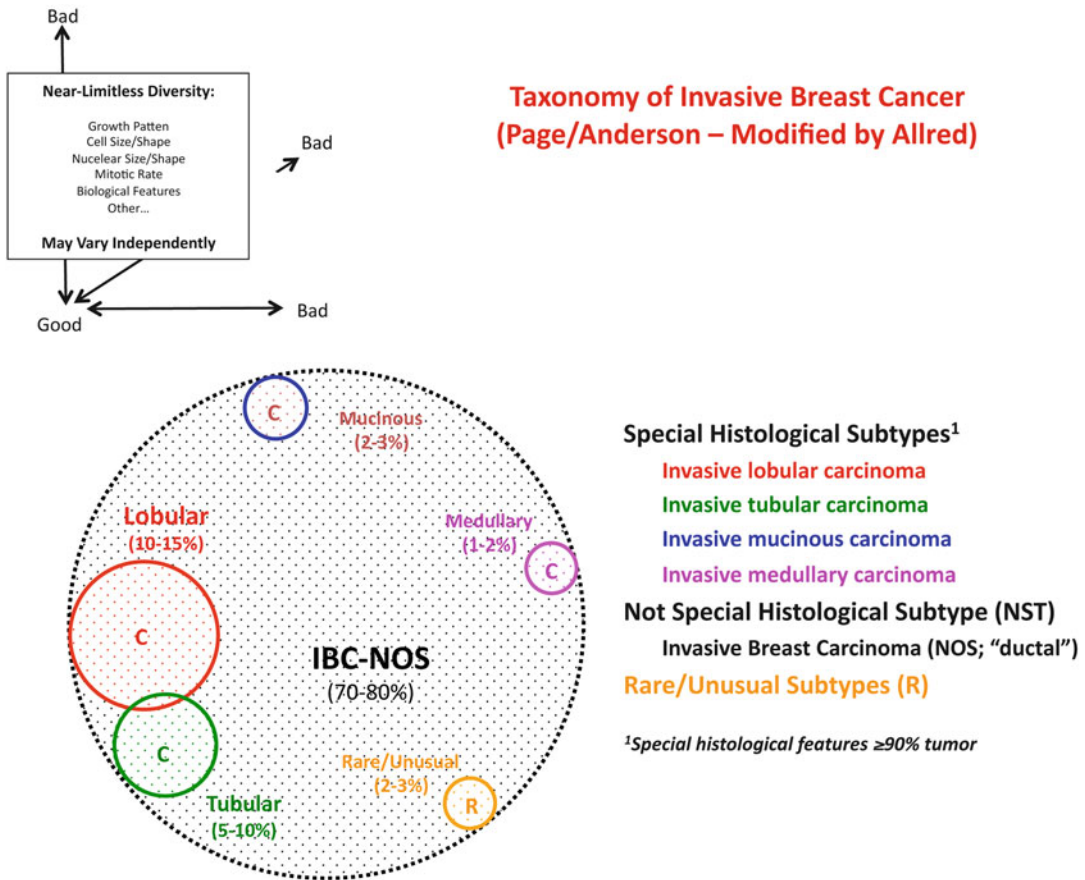 Bad
Near-Limitless Diversity:
Growth Patten
Cell Size/Shape
Nucelear Size/Shape
Mitotic Rate
Biological Features
Other...
May Vary Independently
Bad
Good
Bad
Taxonomy of Invasive Breast Cancer
(Page/Anderson – Modified by Allred)
C
Mucinous
(2-3%)
Lobular
(10-15%)
C
Medullary
(1-2%)
C
IBC-NOS
(70-80%)
C
Tubular
(5-10%)
Rare/Unusual
(2-3%)
R
Special Histological Subtypes¹
Invasive lobular carcinoma
Invasive tubular carcinoma
Invasive mucinous carcinoma
Invasive medullary carcinoma
Not Special Histological Subtype (NST)
Invasive Breast Carcinoma (NOS; “ductal”)
Rare/Unusual Subtypes (R)
¹Special histological features ≥90% tumor